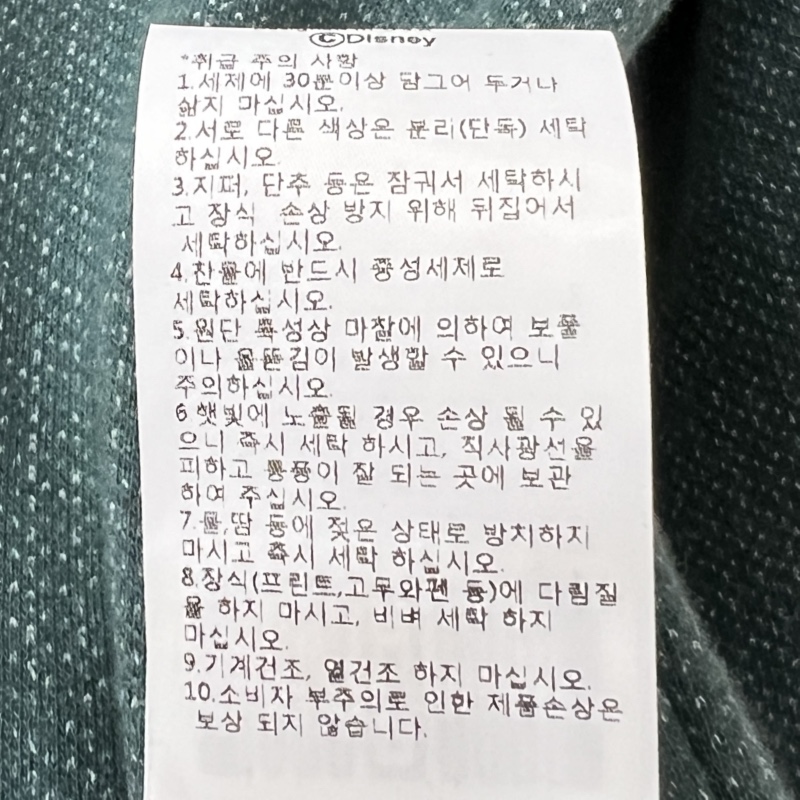 ©Disney
*취급 주의 사항
1.세제에 30분이상 담그어 두거나
삶지 마십시오.
2.서로 다른 색상은 분리(단독) 세탁
하십시오.
3.지퍼, 단추 등은 잠궈서 세탁하시
고 장식 손상 방지 위해 뒤집어서
세탁하십시오.
4.찬물에 반드시 중성세제로
세탁하십시오.
5.원단 특성상 마찰에 의하여 보풀
이나 올뜯김이 발생할 수 있으니
주의하십시오.
6.햇빛에 노출될 경우 손상 될 수 있
으니 즉시 세탁 하시고, 직사광선을
피하고 통풍이 잘 되는 곳에 보관
하여 주십시오.
7.물,땀 등에 젖은 상태로 방치하지
마시고 즉시 세탁 하십시오.
8.장식(프린트,고무와펜 등)에 다림질
을 하지 마시고, 비벼 세탁 하지
마십시오.
9.기계건조, 열건조 하지 마십시오.
10.소비자 부주의로 인한 제품손상은
보상 되지 않습니다.